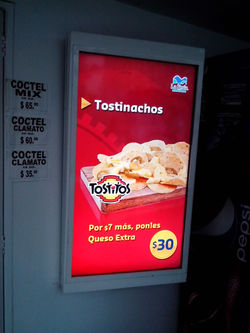 COCTEL
MIX
$ 65.00
COCTEL
CLAMATO
$ 60.00
COCTEL
CLAMATO
$ 35.00
Tostinachos
TOSTITOS
Por $7 más, ponles
Queso Extra
$30
pepsi